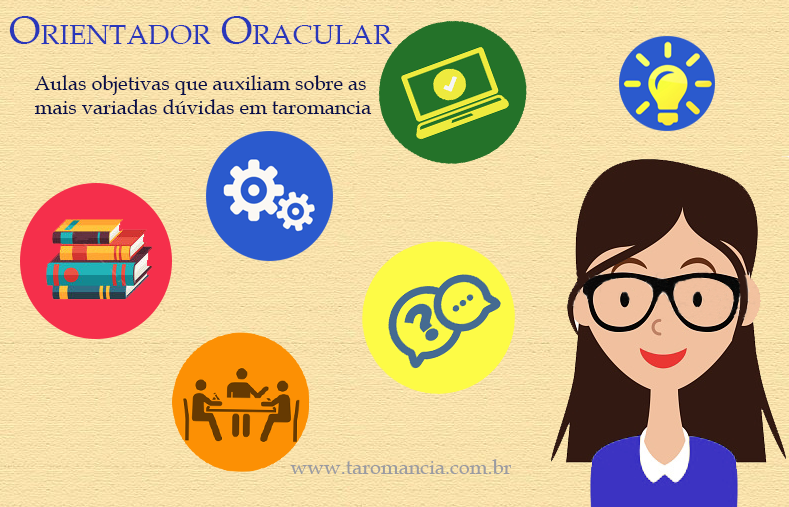 Orientador Oracular
Aulas objetivas que auxiliam sobre as
mais variadas dúvidas em taromancia
?
www.taromancia.com.br